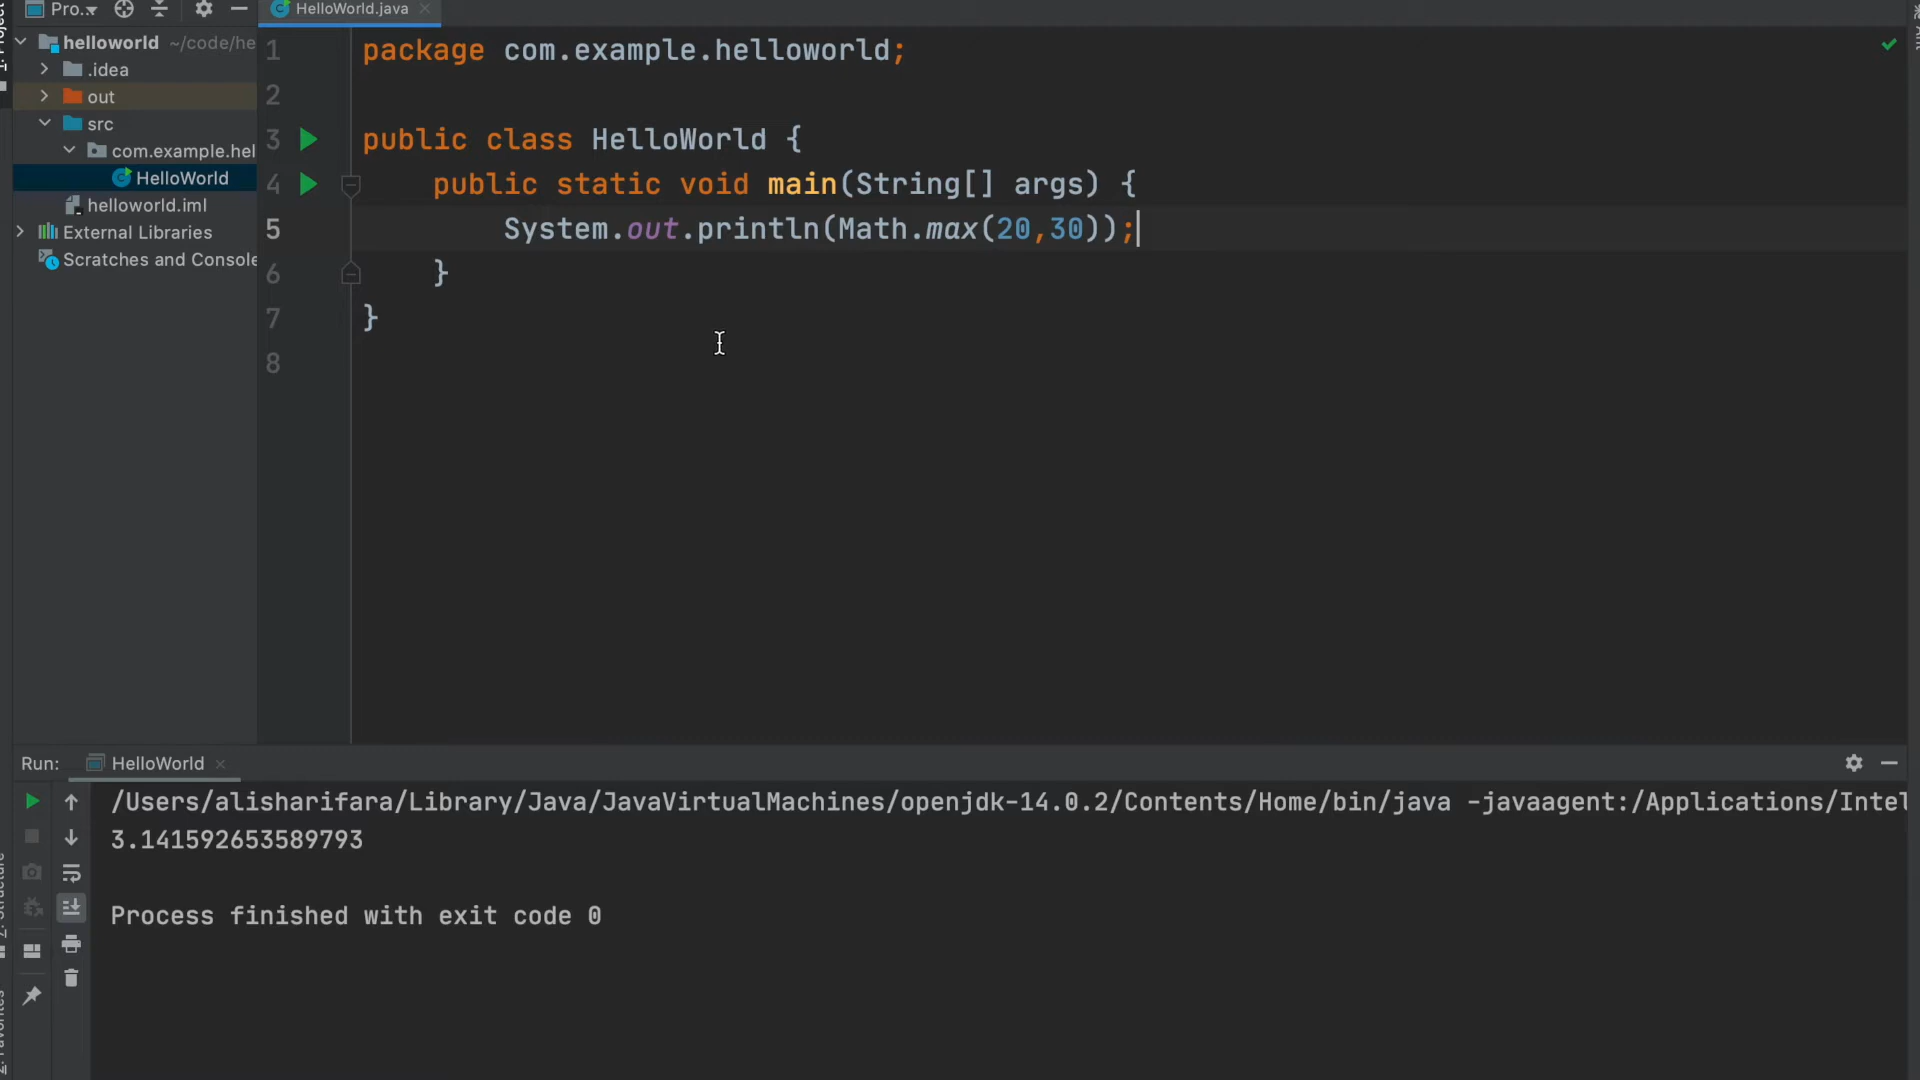 Pro...
HelloWorld.java
helloworld ~/code/he
.idea
out
src
com.example.hel
HelloWorld
helloworld.iml
External Libraries
Scratches and Console
1 package com.example.helloworld;
2
3 public class HelloWorld {
4 public static void main(String[] args) {
5 System.out.println(Math.max(20,30));
6 }
7 }
8
Run: HelloWorld
/Users/alisharifara/Library/Java/JavaVirtualMachines/openjdk-14.0.2/Contents/Home/bin/java -javaagent:/Applications/Intel
3.141592653589793
Process finished with exit code 0